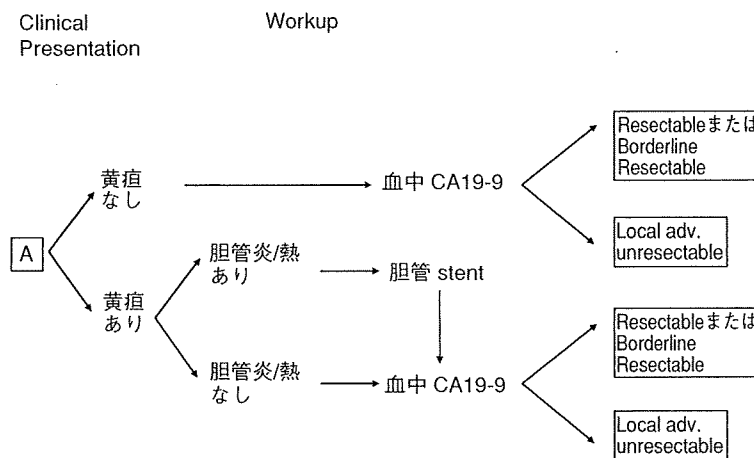 Clinical
Presentation
Workup
A
黄疸
なし
血中 CA19-9
Resectableまたは
Borderline
Resectable
Local adv.
unresectable
黄疸
あり
胆管炎/熱
あり
胆管 stent
胆管炎/熱
なし
血中 CA19-9
Resectableまたは
Borderline
Resectable
Local adv.
unresectable